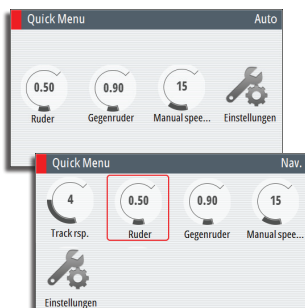 Quick Menu Auto
0.50 0.90 15
Ruder Gegenruder Manual spee... Einstellungen
Quick Menu Nav.
4 0.50 0.90 15
Track rsp. Ruder Gegenruder Manual spee...
Einstellungen